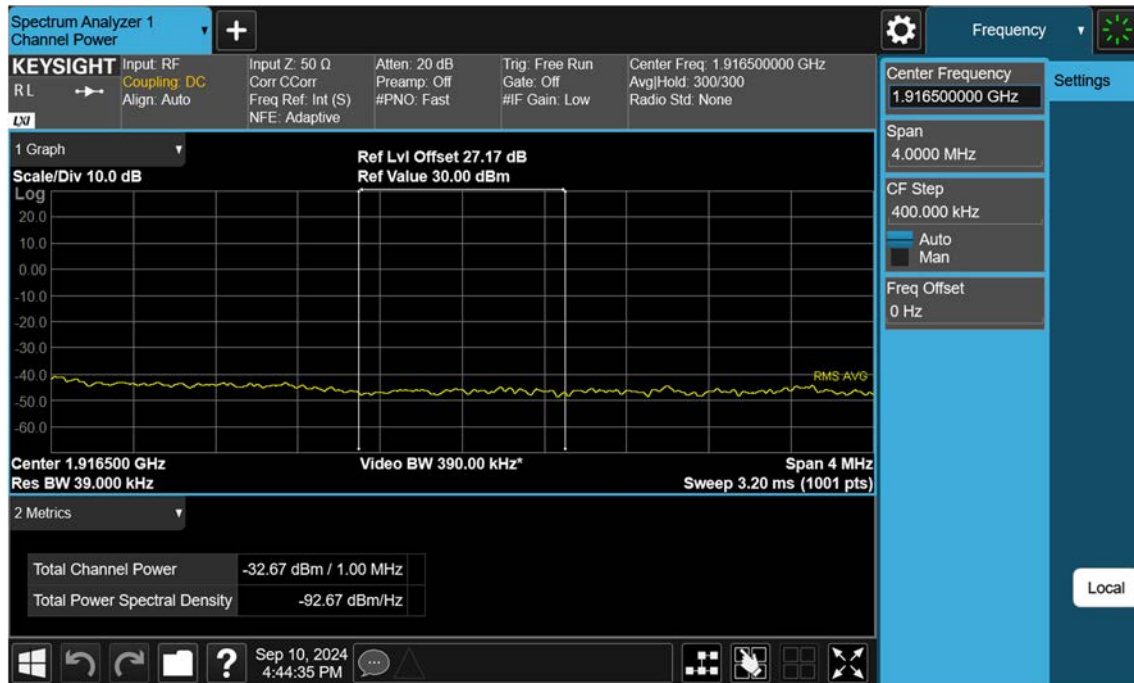 Spectrum Analyzer 1
Channel Power
+
Frequency
KEYSIGHT
R L
LXI
Input: RF
Coupling: DC
Align: Auto
Input Z: 50 Ω
Corr CCorr
Freq Ref: Int (S)
NFE: Adaptive
Atten: 20 dB
Preamp: Off
#PNO: Fast
Trig: Free Run
Gate: Off
#IF Gain: Low
Center Freq: 1.916500000 GHz
Avg|Hold: 300/300
Radio Std: None
1 Graph
Scale/Div 10.0 dB
Ref Lvl Offset 27.17 dB
Ref Value 30.00 dBm
Log
20.0
10.0
0.00
-10.0
-20.0
-30.0
-40.0
-50.0
-60.0
RMS AVG
Center 1.916500 GHz
Video BW 390.00 kHz*
Span 4 MHz
Res BW 39.000 kHz
Sweep 3.20 ms (1001 pts)
2 Metrics
Total Channel Power -32.67 dBm / 1.00 MHz
Total Power Spectral Density -92.67 dBm/Hz
Center Frequency
1.916500000 GHz
Settings
Span
4.0000 MHz
CF Step
400.000 kHz
Auto
Man
Freq Offset
0 Hz
Local
?
Sep 10, 2024
4:44:35 PM